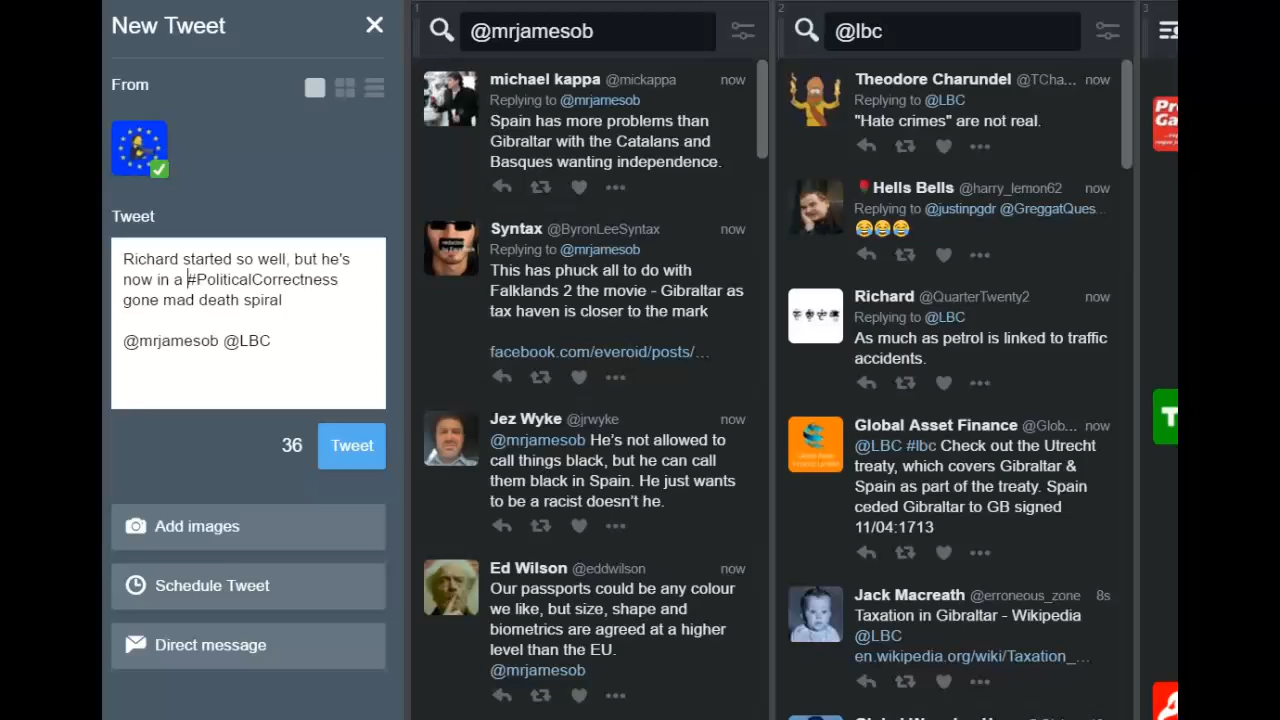 New Tweet
From
Tweet
Richard started so well, but he's
now in a #PoliticalCorrectness
gone mad death spiral
@mrjamesob @LBC
36
Tweet
Add images
Schedule Tweet
Direct message
1
@mrjamesob
michael kappa @mickappa now
Replying to @mrjamesob
Spain has more problems than
Gibraltar with the Catalans and
Basques wanting independence.
Syntax @ByronLeeSyntax now
Replying to @mrjamesob
This has phuck all to do with
Falklands 2 the movie - Gibraltar as
tax haven is closer to the mark
facebook.com/everoid/posts/…
Jez Wyke @jrwyke now
@mrjamesob He's not allowed to
call things black, but he can call
them black in Spain. He just wants
to be a racist doesn't he.
Ed Wilson @eddwilson now
Our passports could be any colour
we like, but size, shape and
biometrics are agreed at a higher
level than the EU.
@mrjamesob
2
@lbc
Theodore Charundel @TCha... now
Replying to @LBC
"Hate crimes" are not real.
Hells Bells @harry_lemon62 now
Replying to @justinpgdr @GreggatQues...
😂😂😂
Richard @QuarterTwenty2 now
Replying to @LBC
As much as petrol is linked to traffic
accidents.
Global Asset Finance @Glob... now
@LBC #lbc Check out the Utrecht
treaty, which covers Gibraltar &
Spain as part of the treaty. Spain
ceded Gibraltar to GB signed
11/04:1713
Jack Macreath @erroneous_zone 8s
Taxation in Gibraltar - Wikipedia
@LBC
en.wikipedia.org/wiki/Taxation_…
3